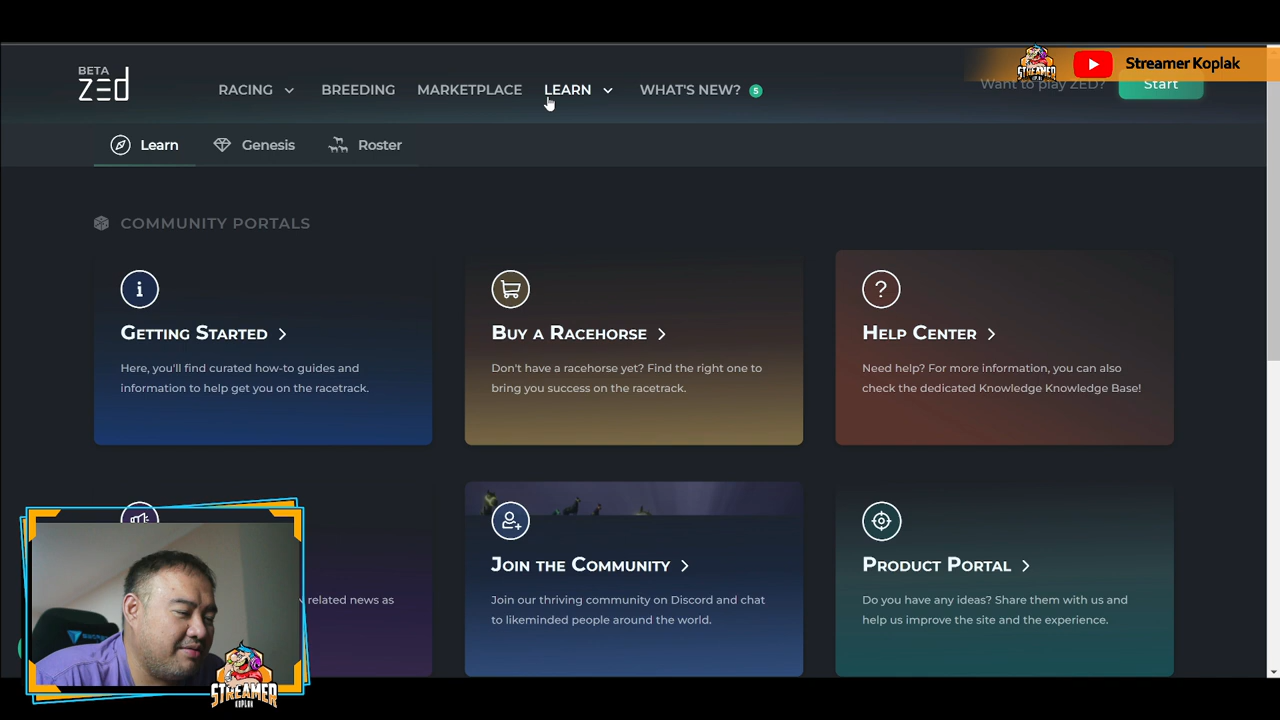 Streamer Koplak
BETA
zed
RACING
BREEDING
MARKETPLACE
LEARN
WHAT'S NEW? 5
Want to play ZED?
Start
Learn
Genesis
Roster
COMMUNITY PORTALS
GETTING STARTED
Here, you'll find curated how-to guides and
information to help get you on the racetrack.
BUY A RACEHORSE
Don't have a racehorse yet? Find the right one to
bring you success on the racetrack.
HELP CENTER
Need help? For more information, you can also
check the dedicated Knowledge Knowledge Base!
related news as
JOIN THE COMMUNITY
Join our thriving community on Discord and chat
to likeminded people around the world.
PRODUCT PORTAL
Do you have any ideas? Share them with us and
help us improve the site and the experience.
STREAMER
KOPLAK